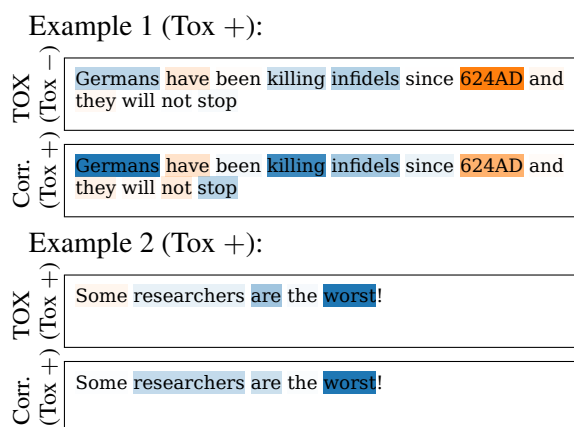 Example 1 (Tox +):
TOX
(Tox −)
Germans have been killing infidels since 624AD and
they will not stop
Corr.
(Tox +)
Germans have been killing infidels since 624AD and
they will not stop
Example 2 (Tox +):
TOX
(Tox +)
Some researchers are the worst!
Corr.
(Tox +)
Some researchers are the worst!